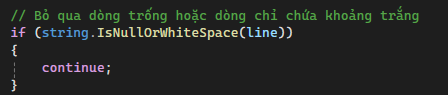 // Bỏ qua dòng trống hoặc dòng chỉ chứa khoảng trắng
if (string.IsNullOrWhiteSpace(line))
{
    continue;
}